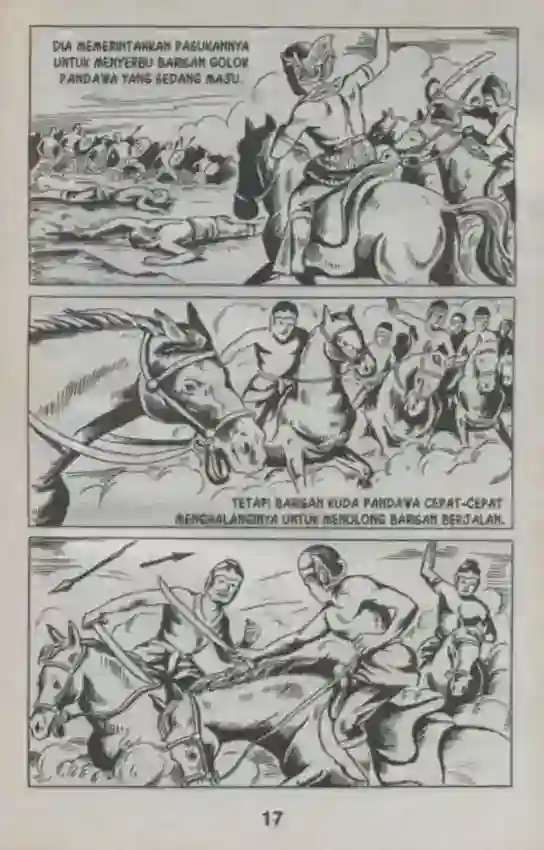 DIA MEMERINTAHKAN PASUKANNYA
UNTUK MENYERBU BARISAN GOLOK
PANDAWA YANG SEDANG MAJU.
TETAPI BARISAN KUDA PANDAWA CEPAT-CEPAT
MENGHALANGINYA UNTUK MENOLONG BARISAN BERJALAN.
17